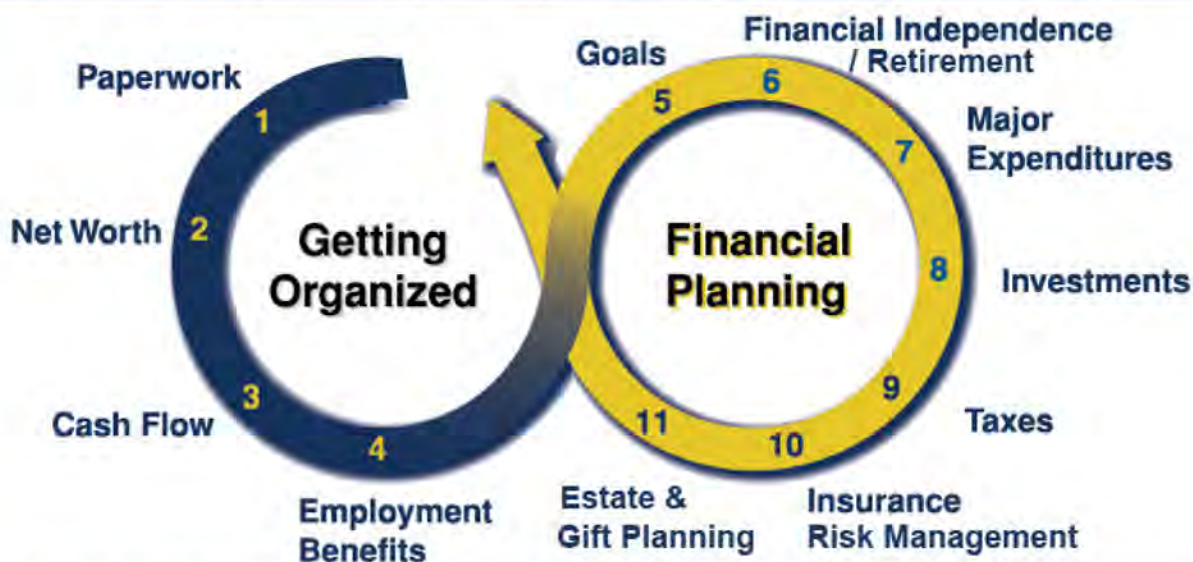 Paperwork
1
Net Worth
2
Cash Flow
3
4
Employment
Benefits
Getting
Organized
Goals
5
Financial Independence
/ Retirement
6
Major
Expenditures
7
Investments
8
Taxes
9
10
Insurance
Risk Management
11
Estate &
Gift Planning
Financial
Planning